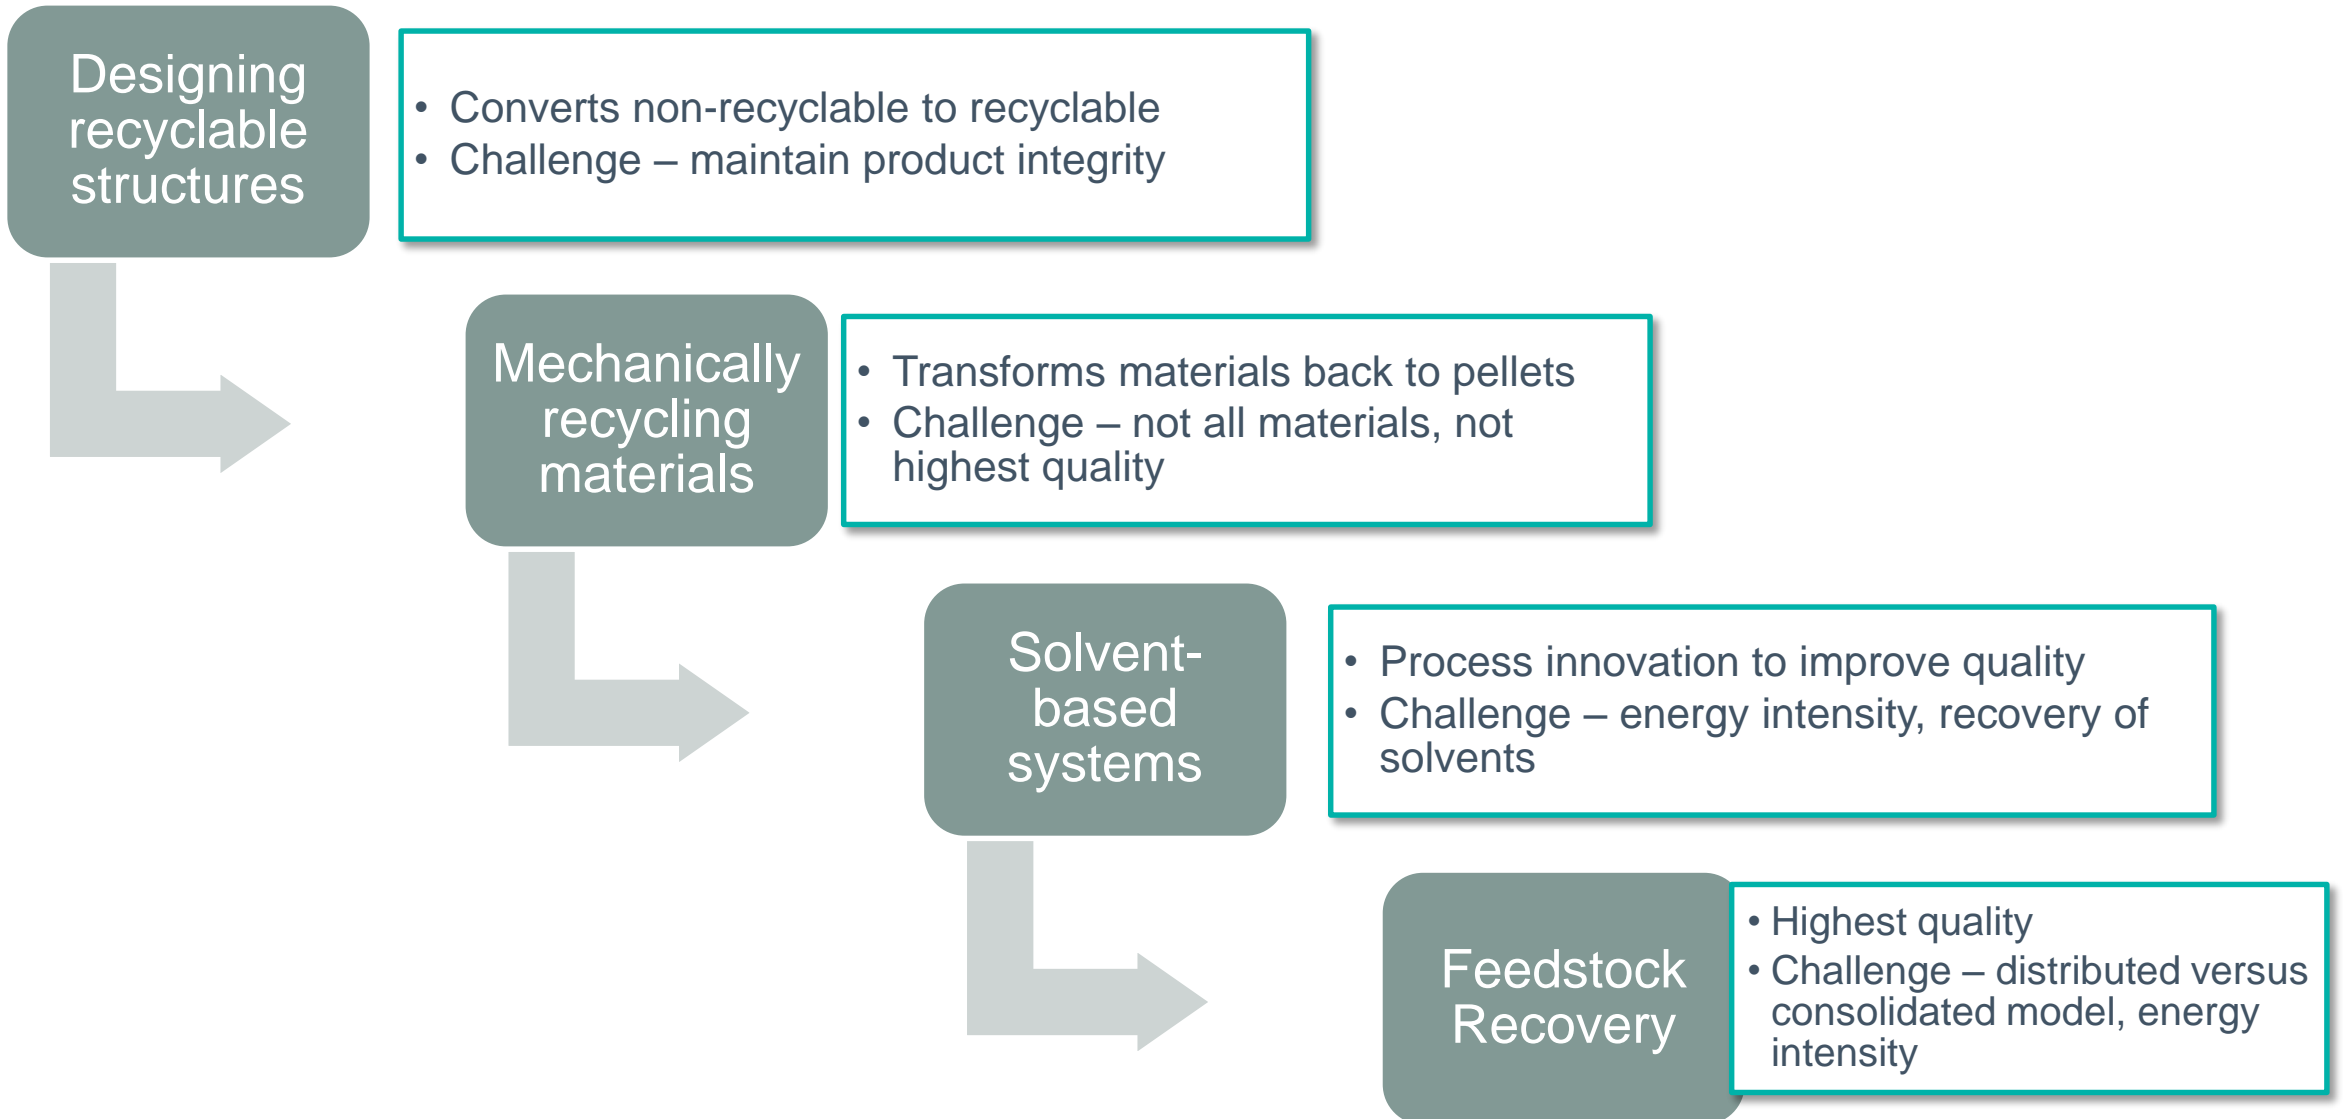 Designing
recyclable
structures
• Converts non-recyclable to recyclable
• Challenge – maintain product integrity
Mechanically
recycling
materials
• Transforms materials back to pellets
• Challenge – not all materials, not
highest quality
Solvent-
based
systems
• Process innovation to improve quality
• Challenge – energy intensity, recovery of
solvents
Feedstock
Recovery
• Highest quality
• Challenge – distributed versus
consolidated model, energy
intensity